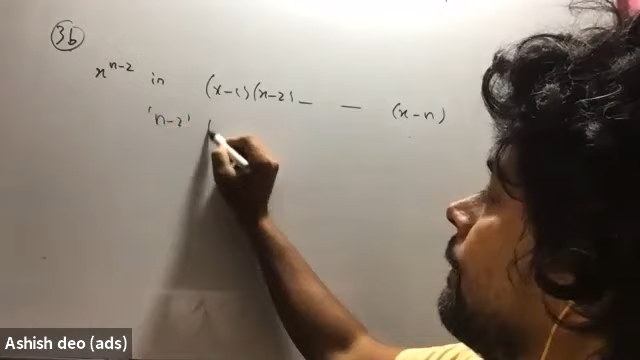 36
x^{n-2} in (x-1)(x-2) - - (x-n)
'n-2' (
Ashish deo (ads)